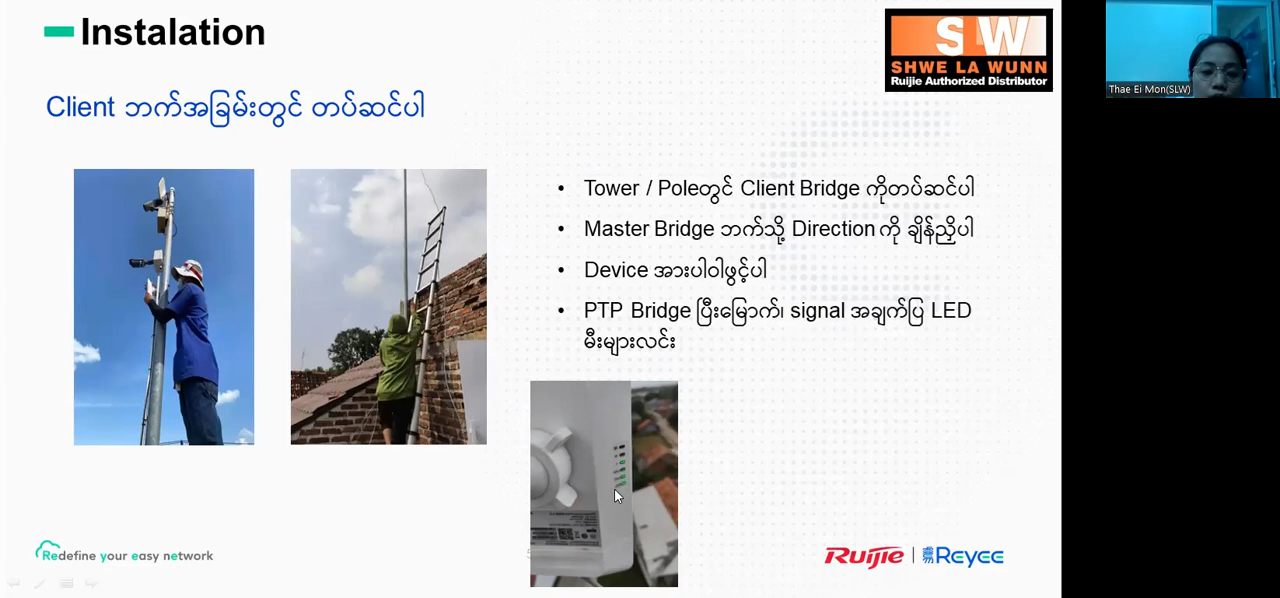 Instalation
SLW
SHWE LA WUNN
Ruijie Authorized Distributor
Thae Ei Mon(SLW)
Client ဘက်အခြမ်းတွင် တပ်ဆင်ပါ
• Tower / Poleတွင် Client Bridge ကိုတပ်ဆင်ပါ
• Master Bridge ဘက်သို့ Direction ကို ချိန်ညှိပါ
• Device အားပါဝါဖွင့်ပါ
• PTP Bridge ပြီးမြောက်၊ signal အချက်ပြ LED
မီးများလင်း
Redefine your easy network
Ruijie | 睿易 Reyee